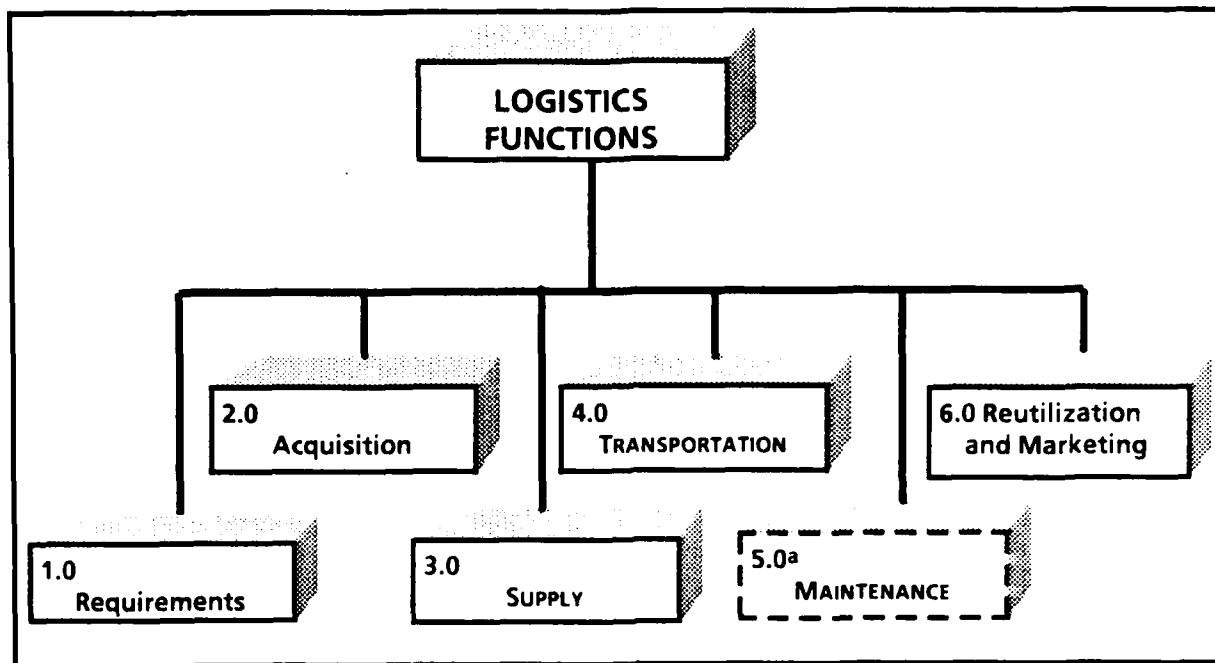 LOGISTICS
FUNCTIONS
2.0
Acquisition
4.0
TRANSPORTATION
6.0 Reutilization
and Marketing
1.0
Requirements
3.0
SUPPLY
5.0ª
MAINTENANCE